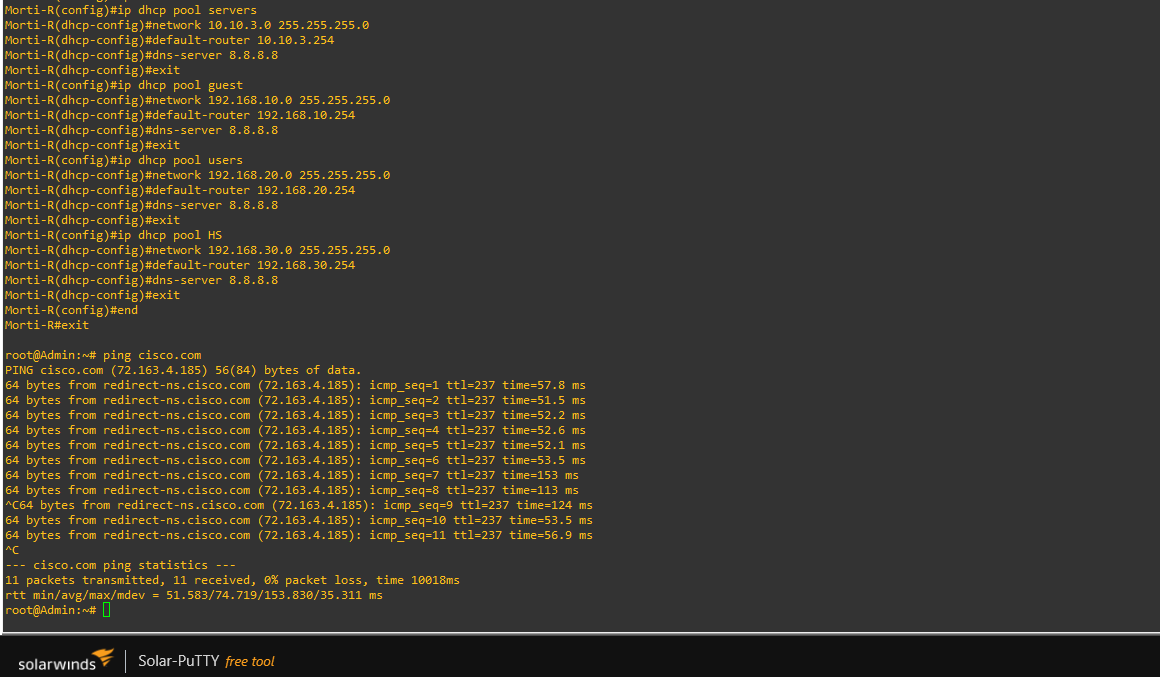 Morti-R(config)#ip dhcp pool servers
Morti-R(dhcp-config)#network 10.10.3.0 255.255.255.0
Morti-R(dhcp-config)#default-router 10.10.3.254
Morti-R(dhcp-config)#dns-server 8.8.8.8
Morti-R(dhcp-config)#exit
Morti-R(config)#ip dhcp pool guest
Morti-R(dhcp-config)#network 192.168.10.0 255.255.255.0
Morti-R(dhcp-config)#default-router 192.168.10.254
Morti-R(dhcp-config)#dns-server 8.8.8.8
Morti-R(dhcp-config)#exit
Morti-R(config)#ip dhcp pool users
Morti-R(dhcp-config)#network 192.168.20.0 255.255.255.0
Morti-R(dhcp-config)#default-router 192.168.20.254
Morti-R(dhcp-config)#dns-server 8.8.8.8
Morti-R(dhcp-config)#exit
Morti-R(config)#ip dhcp pool HS
Morti-R(dhcp-config)#network 192.168.30.0 255.255.255.0
Morti-R(dhcp-config)#default-router 192.168.30.254
Morti-R(dhcp-config)#dns-server 8.8.8.8
Morti-R(dhcp-config)#exit
Morti-R(config)#end
Morti-R#exit
root@Admin:~# ping cisco.com
PING cisco.com (72.163.4.185) 56(84) bytes of data.
64 bytes from redirect-ns.cisco.com (72.163.4.185): icmp_seq=1 ttl=237 time=57.8 ms
64 bytes from redirect-ns.cisco.com (72.163.4.185): icmp_seq=2 ttl=237 time=51.5 ms
64 bytes from redirect-ns.cisco.com (72.163.4.185): icmp_seq=3 ttl=237 time=52.2 ms
64 bytes from redirect-ns.cisco.com (72.163.4.185): icmp_seq=4 ttl=237 time=52.6 ms
64 bytes from redirect-ns.cisco.com (72.163.4.185): icmp_seq=5 ttl=237 time=52.1 ms
64 bytes from redirect-ns.cisco.com (72.163.4.185): icmp_seq=6 ttl=237 time=53.5 ms
64 bytes from redirect-ns.cisco.com (72.163.4.185): icmp_seq=7 ttl=237 time=153 ms
64 bytes from redirect-ns.cisco.com (72.163.4.185): icmp_seq=8 ttl=237 time=113 ms
^C64 bytes from redirect-ns.cisco.com (72.163.4.185): icmp_seq=9 ttl=237 time=124 ms
64 bytes from redirect-ns.cisco.com (72.163.4.185): icmp_seq=10 ttl=237 time=53.5 ms
64 bytes from redirect-ns.cisco.com (72.163.4.185): icmp_seq=11 ttl=237 time=56.9 ms
^C
--- cisco.com ping statistics ---
11 packets transmitted, 11 received, 0% packet loss, time 10018ms
rtt min/avg/max/mdev = 51.583/74.719/153.830/35.311 ms
root@Admin:~#
solarwinds Solar-PuTTY free tool